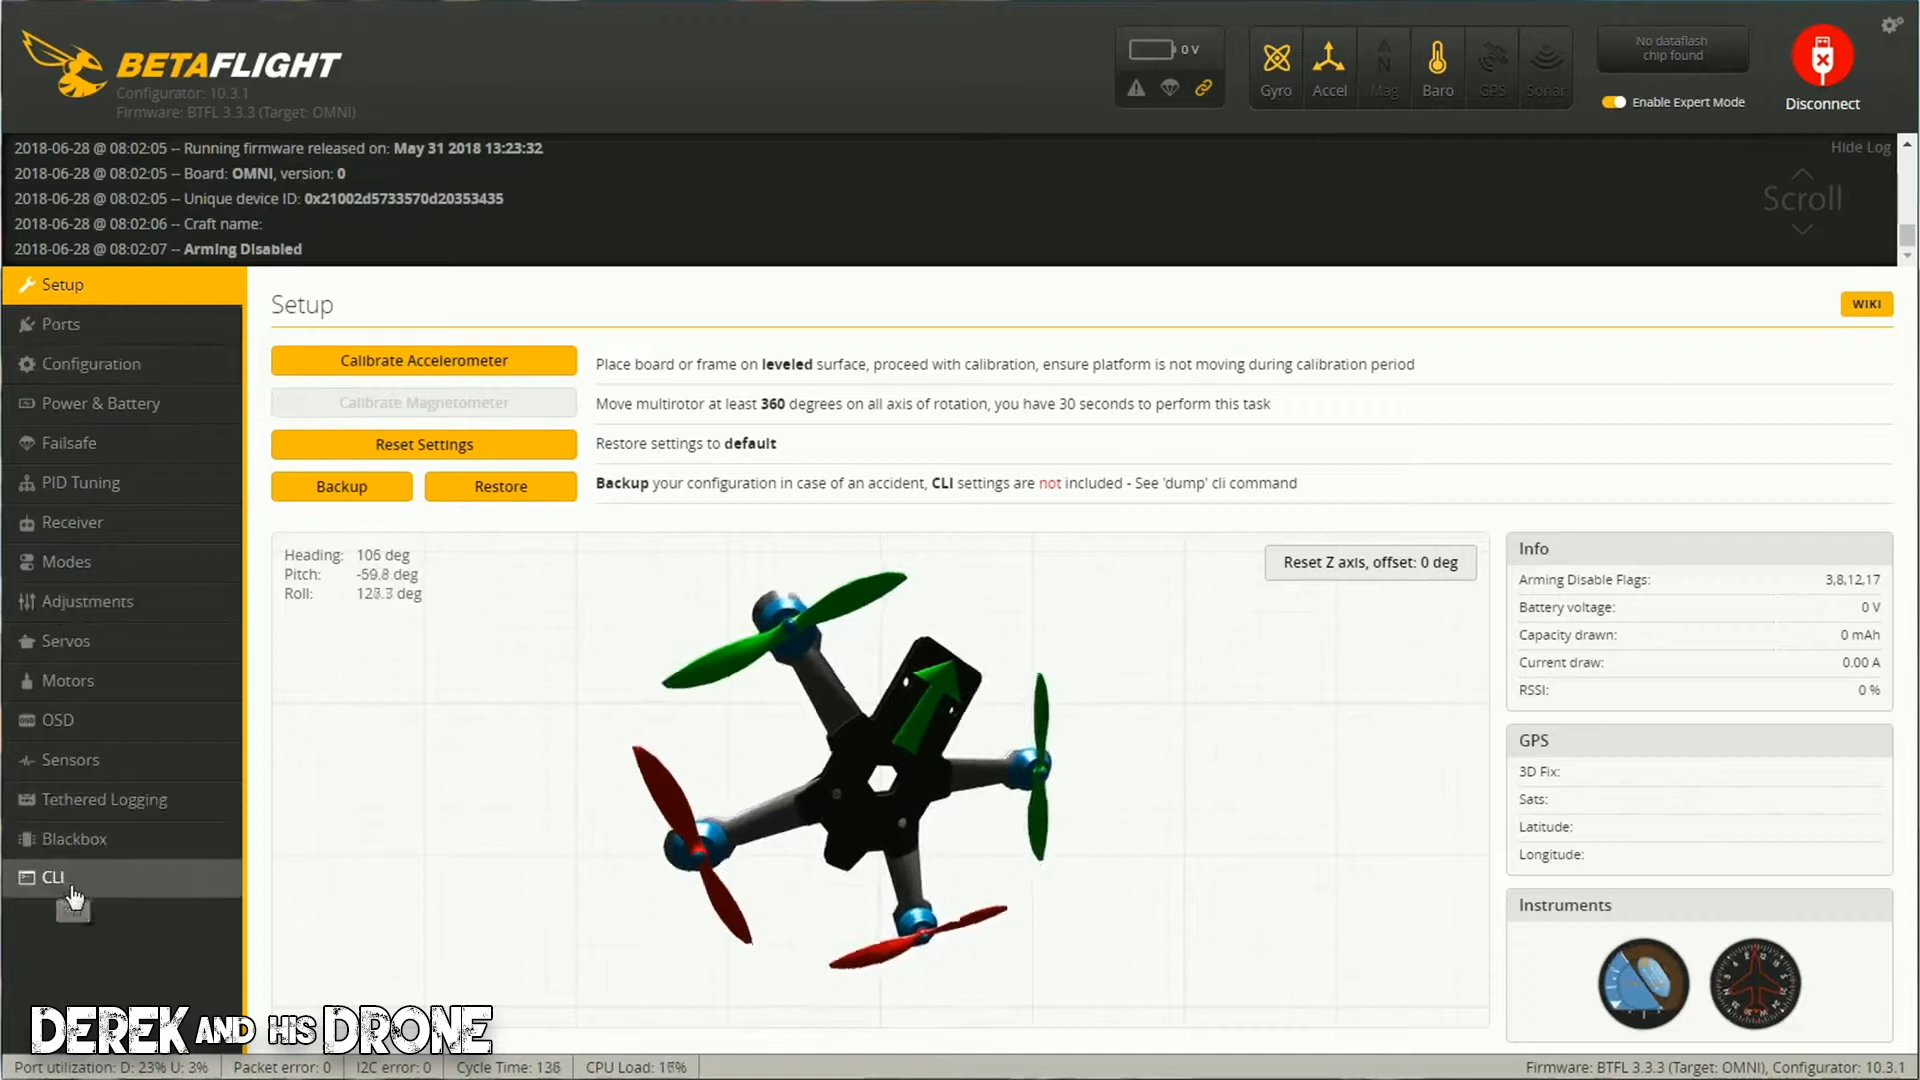 BETAFLIGHT
Configurator: 10.3.1
Firmware: BTFL 3.3.3 (Target: OMNI)
0 V
Gyro
Accel
Mag
Baro
GPS
Sonar
No dataflash
chip found
Enable Expert Mode
Disconnect
2018-06-28 @ 08:02:05 -- Running firmware released on: May 31 2018 13:23:32
2018-06-28 @ 08:02:05 -- Board: OMNI, version: 0
2018-06-28 @ 08:02:05 -- Unique device ID: 0x21002d5733570d20353435
2018-06-28 @ 08:02:06 -- Craft name:
2018-06-28 @ 08:02:07 -- Arming Disabled
Hide Log
Scroll
Setup
Ports
Configuration
Power & Battery
Failsafe
PID Tuning
Receiver
Modes
Adjustments
Servos
Motors
OSD
Sensors
Tethered Logging
Blackbox
CLI
Setup
WIKI
Calibrate Accelerometer
Place board or frame on leveled surface, proceed with calibration, ensure platform is not moving during calibration period
Calibrate Magnetometer
Move multirotor at least 360 degrees on all axis of rotation, you have 30 seconds to perform this task
Reset Settings
Restore settings to default
Backup
Restore
Backup your configuration in case of an accident, CLI settings are not included - See 'dump' cli command
Heading: 106 deg
Pitch: -59.8 deg
Roll: deg
Reset Z axis, offset: 0 deg
Info
Arming Disable Flags: 3,8,12,17
Battery voltage: 0 V
Capacity drawn: 0 mAh
Current draw: 0.00 A
RSSI: 0 %
GPS
3D Fix:
Sats:
Latitude:
Longitude:
Instruments
DEREK AND HIS DRONE
Port utilization: D: 23% U: 3%
Packet error: 0
I2C error: 0
Cycle Time: 136
CPU Load:
Firmware: BTFL 3.3.3 (Target: OMNI), Configurator: 10.3.1